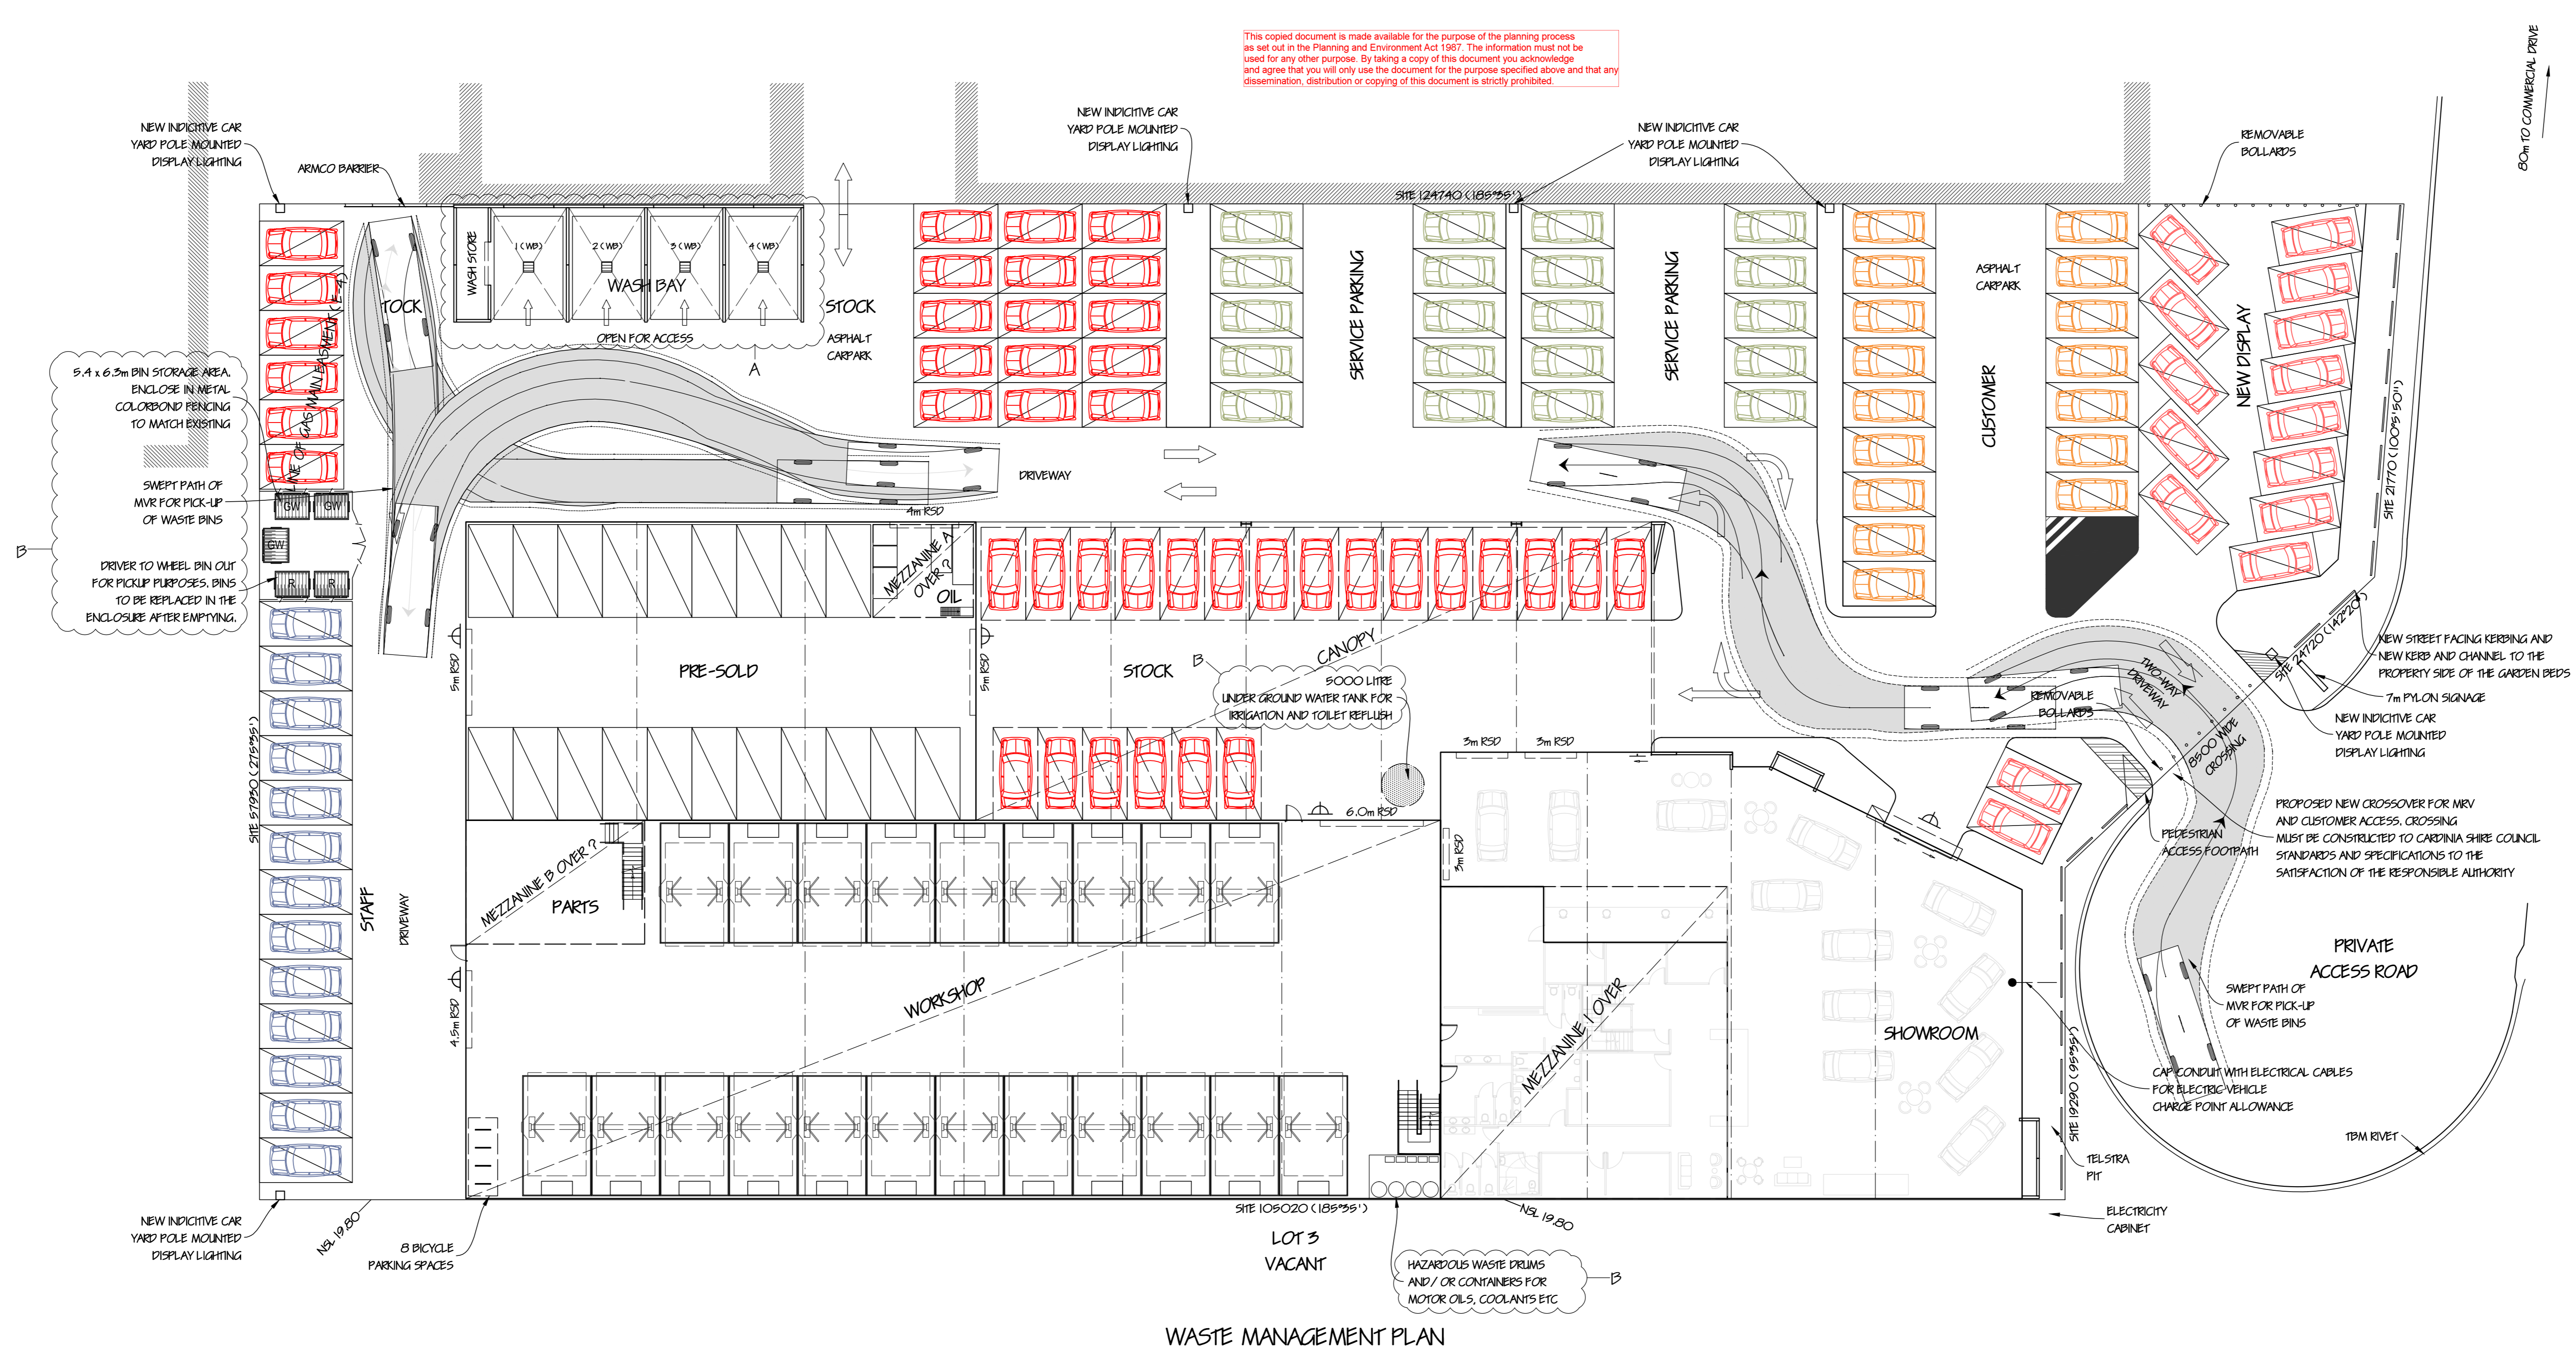 This copied document is made available for the purpose of the planning process
as set out in the Planning and Environment Act 1987. The information must not be
used for any other purpose. By taking a copy of this document you acknowledge
and agree that you will only use the document for the purpose specified above and that any
dissemination, distribution or copying of this document is strictly prohibited.
80m TO COMMERCIAL DRIVE
NEW INDICITIVE CAR
YARD POLE MOUNTED
DISPLAY LIGHTING
ARMCO BARRIER
NEW INDICITIVE CAR
YARD POLE MOUNTED
DISPLAY LIGHTING
NEW INDICITIVE CAR
YARD POLE MOUNTED
DISPLAY LIGHTING
REMOVABLE
BOLLARDS
SITE 124740 (185°35')
WASH STORE
1 (WB)
2 (WB)
3 (WB)
4 (WB)
WASH BAY
OPEN FOR ACCESS
A
TOCK
STOCK
ASPHALT
CARPARK
SERVICE PARKING
SERVICE PARKING
CUSTOMER
ASPHALT
CARPARK
NEW DISPLAY
SITE 21770 (100°5'50")
LINE OF GAS MAIN EASMENT (E-4)
5.4 x 6.3m BIN STORAGE AREA.
ENCLOSE IN METAL
COLORBOND FENCING
TO MATCH EXISTING
SWEPT PATH OF
MVR FOR PICK-UP
OF WASTE BINS
B
DRIVER TO WHEEL BIN OUT
FOR PICKUP PURPOSES. BINS
TO BE REPLACED IN THE
ENCLOSURE AFTER EMPTYING.
GW
GW
GW
R
R
DRIVEWAY
4m RSD
MEZZANINE A
OVER ?
OIL
5m RSD
PRE-SOLD
5m RSD
STOCK
CANOPY
B
5000 LITRE
UNDER GROUND WATER TANK FOR
IRRIGATION AND TOILET REFLUSH
REMOVABLE
BOLLARDS
TWO-WAY
DRIVEWAY
8500 WIDE
CROSSING
SITE 24720 (142°20')
NEW STREET FACING KERBING AND
NEW KERB AND CHANNEL TO THE
PROPERTY SIDE OF THE GARDEN BEDS
7m PYLON SIGNAGE
NEW INDICITIVE CAR
YARD POLE MOUNTED
DISPLAY LIGHTING
3m RSD
3m RSD
6.0m RSD
3m RSD
SITE 57930 (275°35')
STAFF
DRIVEWAY
MEZZANINE B OVER ?
PARTS
4.5m RSD
WORKSHOP
MEZZANINE 1 OVER
SHOWROOM
PROPOSED NEW CROSSOVER FOR MRV
AND CUSTOMER ACCESS. CROSSING
MUST BE CONSTRUCTED TO CARDINIA SHIRE COUNCIL
STANDARDS AND SPECIFICATIONS TO THE
SATISFACTION OF THE RESPONSIBLE AUTHORITY
PEDESTRIAN
ACCESS FOOTPATH
PRIVATE
ACCESS ROAD
SWEPT PATH OF
MVR FOR PICK-UP
OF WASTE BINS
CAP CONDUIT WITH ELECTRICAL CABLES
FOR ELECTRIC VEHICLE
CHARGE POINT ALLOWANCE
SITE 19290 (95°35')
TBM RIVET
TELSTRA
PIT
ELECTRICITY
CABINET
NEW INDICITIVE CAR
YARD POLE MOUNTED
DISPLAY LIGHTING
NSL 19.80
8 BICYCLE
PARKING SPACES
SITE 105020 (185°35')
NSL 19.80
LOT 3
VACANT
HAZARDOUS WASTE DRUMS
AND/ OR CONTAINERS FOR
MOTOR OILS, COOLANTS ETC
B
WASTE MANAGEMENT PLAN